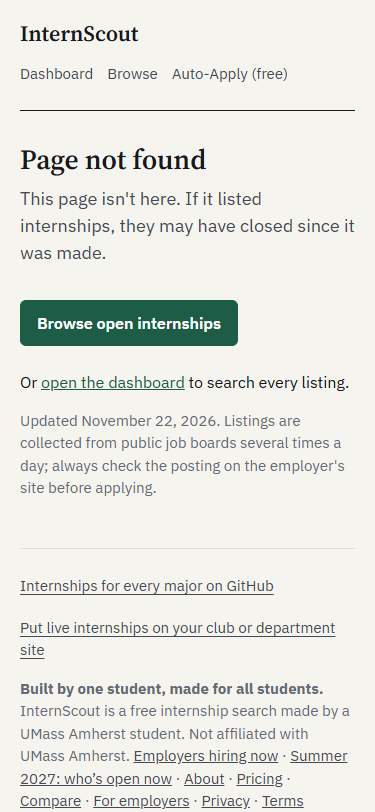 InternScout
Dashboard Browse Auto-Apply (free)
Page not found
This page isn't here. If it listed
internships, they may have closed since it
was made.
Browse open internships
Or open the dashboard to search every listing.
Updated November 22, 2026. Listings are
collected from public job boards several times a
day; always check the posting on the employer's
site before applying.
Internships for every major on GitHub
Put live internships on your club or department
site
Built by one student, made for all students.
InternScout is a free internship search made by a
UMass Amherst student. Not affiliated with
UMass Amherst. Employers hiring now · Summer
2027: who’s open now · About · Pricing ·
Compare · For employers · Privacy · Terms